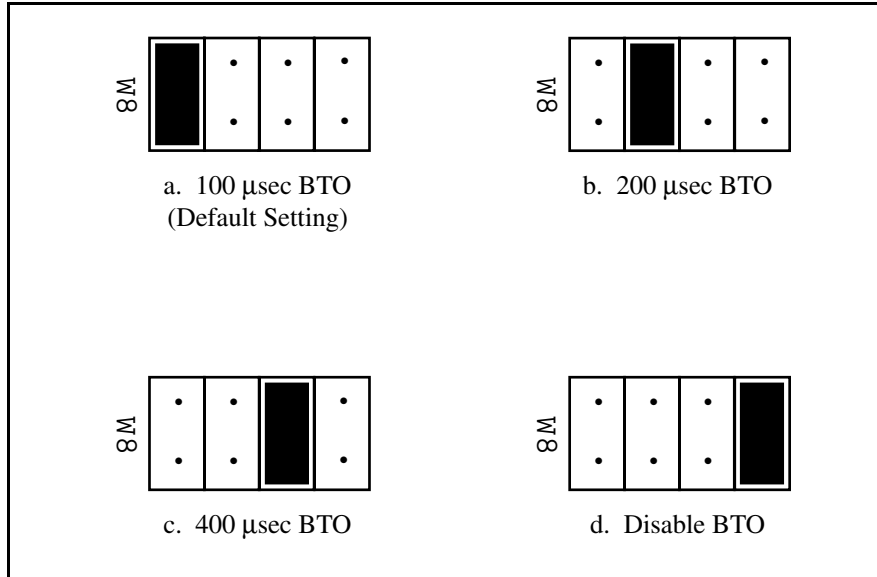 W8
W8
a. 100 µsec BTO
(Default Setting)
b. 200 µsec BTO
W8
W8
c. 400 µsec BTO
d. Disable BTO